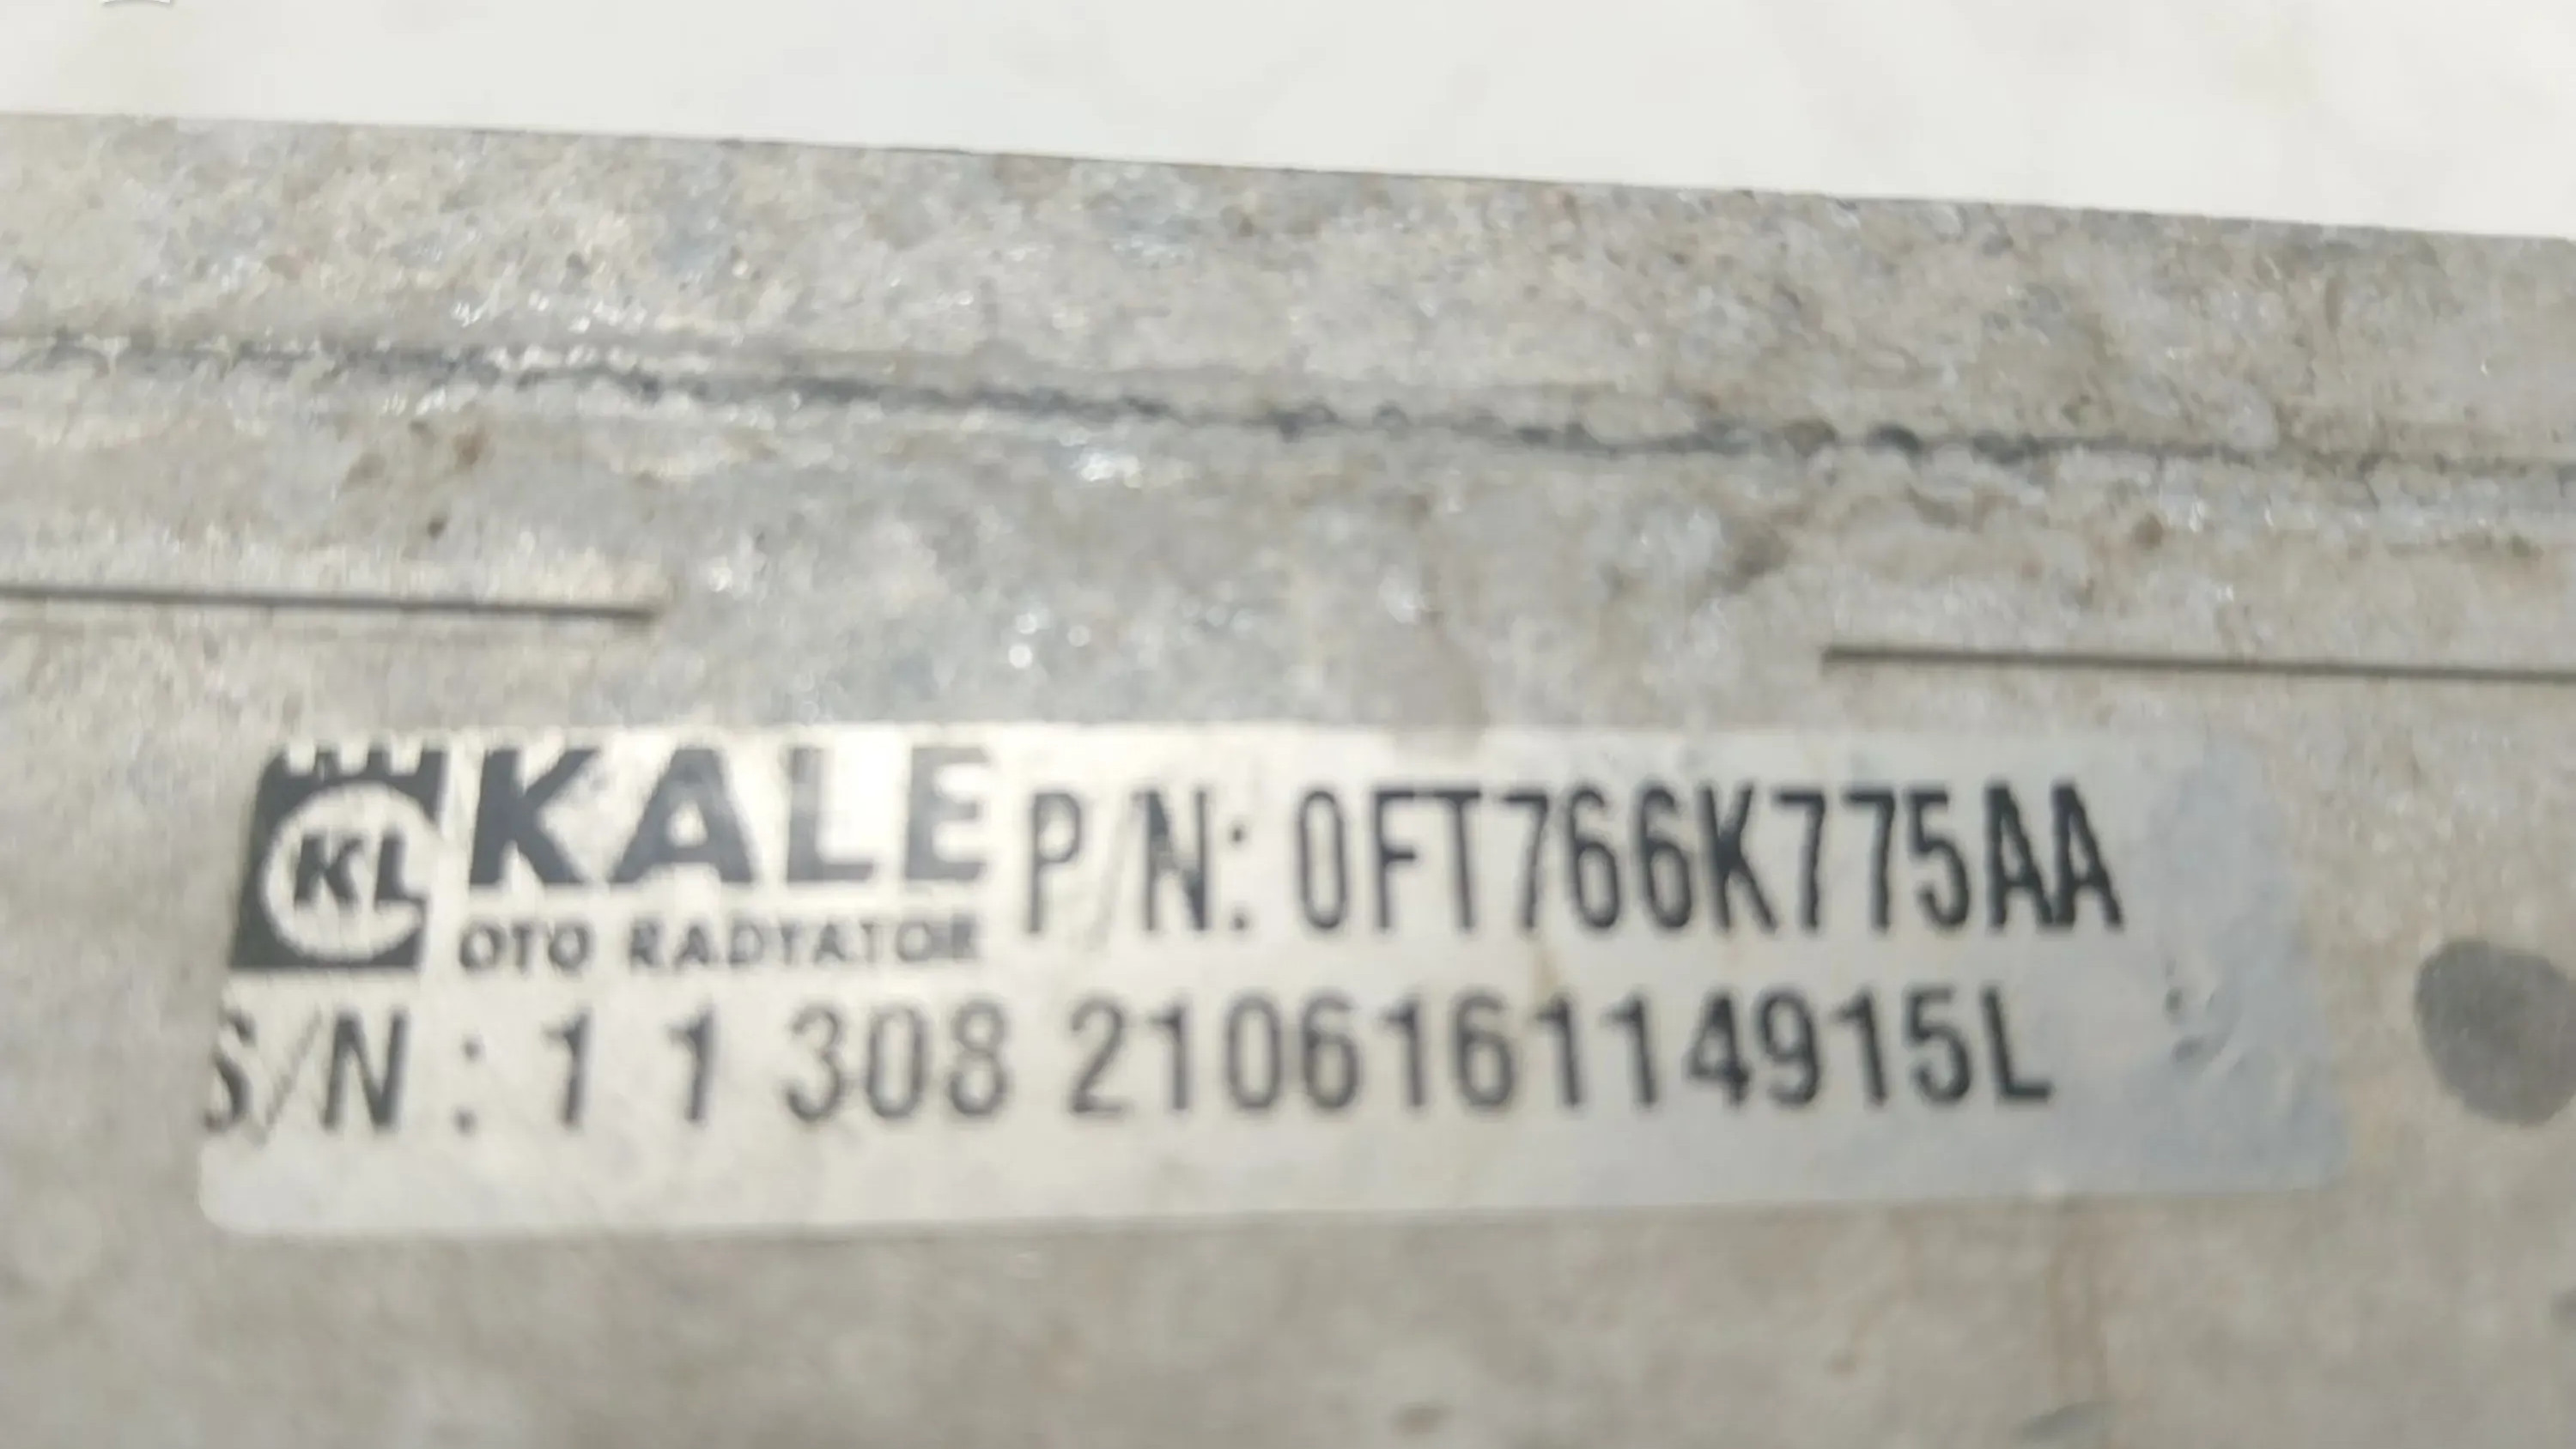 KL KALE P/N: 0FT766K775AA
OTO RADYATOR
S/N : 1 1 308 210616114915L